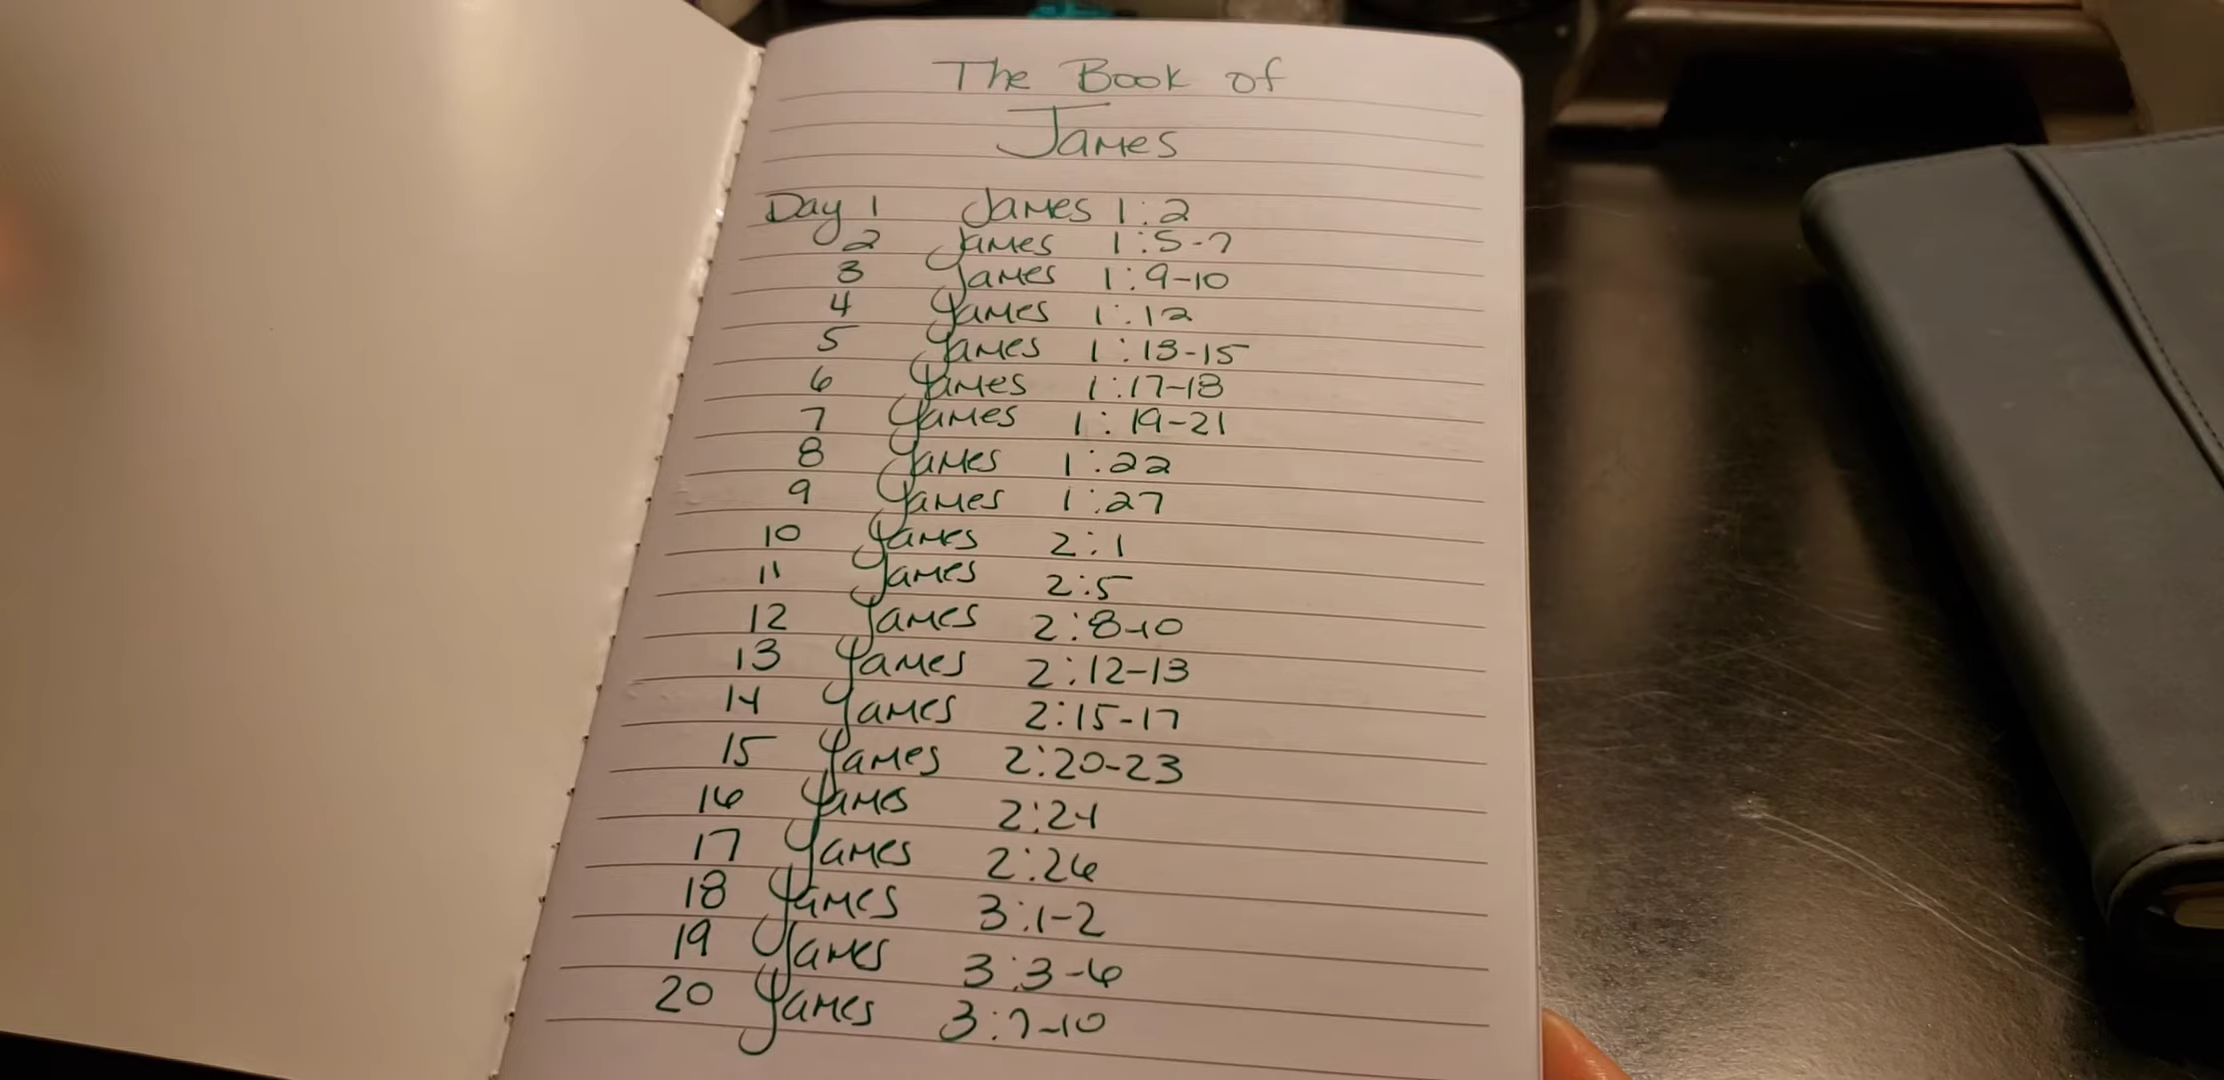 The Book of
James
Day 1 James 1:2
2 James 1:5-7
3 James 1:9-10
4 James 1:12
5 James 1:13-15
6 James 1:17-18
7 James 1:19-21
8 James 1:22
9 James 1:27
10 James 2:1
11 James 2:5
12 James 2:8-10
13 James 2:12-13
14 James 2:15-17
15 James 2:20-23
16 James 2:24
17 James 2:26
18 James 3:1-2
19 James 3:3-6
20 James 3:7-10